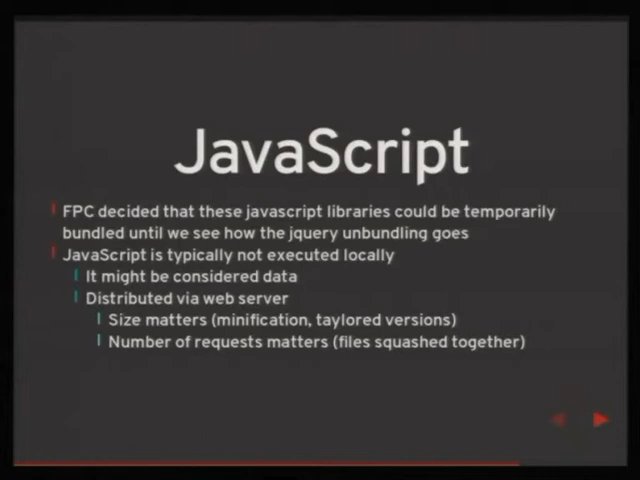 JavaScript
FPC decided that these javascript libraries could be temporarily
bundled until we see how the jquery unbundling goes
JavaScript is typically not executed locally
It might be considered data
Distributed via web server
Size matters (minification, taylored versions)
Number of requests matters (files squashed together)